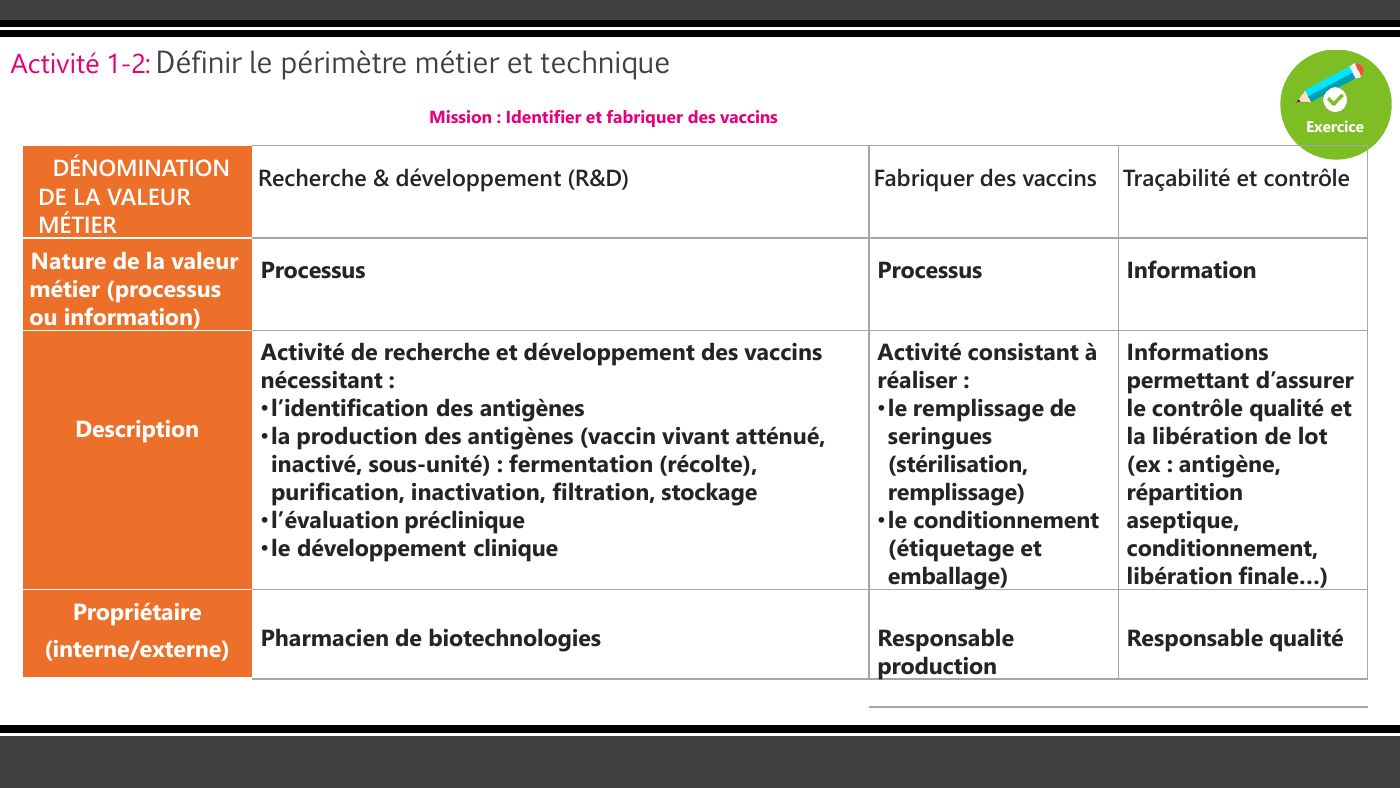 Activité 1-2: Définir le périmètre métier et technique
Mission : Identifier et fabriquer des vaccins
Exercice
DÉNOMINATION
DE LA VALEUR
MÉTIER
Recherche & développement (R&D)
Fabriquer des vaccins
Traçabilité et contrôle
Nature de la valeur
métier (processus
ou information)
Processus
Processus
Information
Description
Activité de recherche et développement des vaccins
nécessitant :
•l’identification des antigènes
•la production des antigènes (vaccin vivant atténué,
inactivé, sous-unité) : fermentation (récolte),
purification, inactivation, filtration, stockage
•l’évaluation préclinique
•le développement clinique
Activité consistant à
réaliser :
•le remplissage de
seringues
(stérilisation,
remplissage)
•le conditionnement
(étiquetage et
emballage)
Informations
permettant d’assurer
le contrôle qualité et
la libération de lot
(ex : antigène,
répartition
aseptique,
conditionnement,
libération finale…)
Propriétaire
(interne/externe)
Pharmacien de biotechnologies
Responsable
production
Responsable qualité